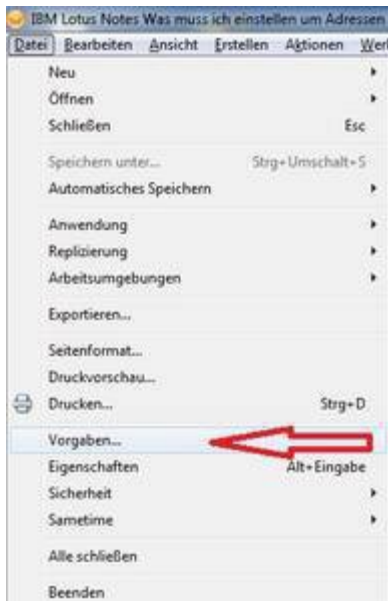 IBM Lotus Notes Was muss ich einstellen um Adressen
Datei Bearbeiten Ansicht Erstellen Aktionen
Neu
Öffnen
Schließen Esc
Speichern unter... Strg+Umschalt+S
Automatisches Speichern
Anwendung
Replizierung
Arbeitsumgebungen
Exportieren...
Seitenformat...
Druckvorschau...
Drucken... Strg+D
Vorgaben...
Eigenschaften Alt+Eingabe
Sicherheit
Sametime
Alle schließen
Beenden